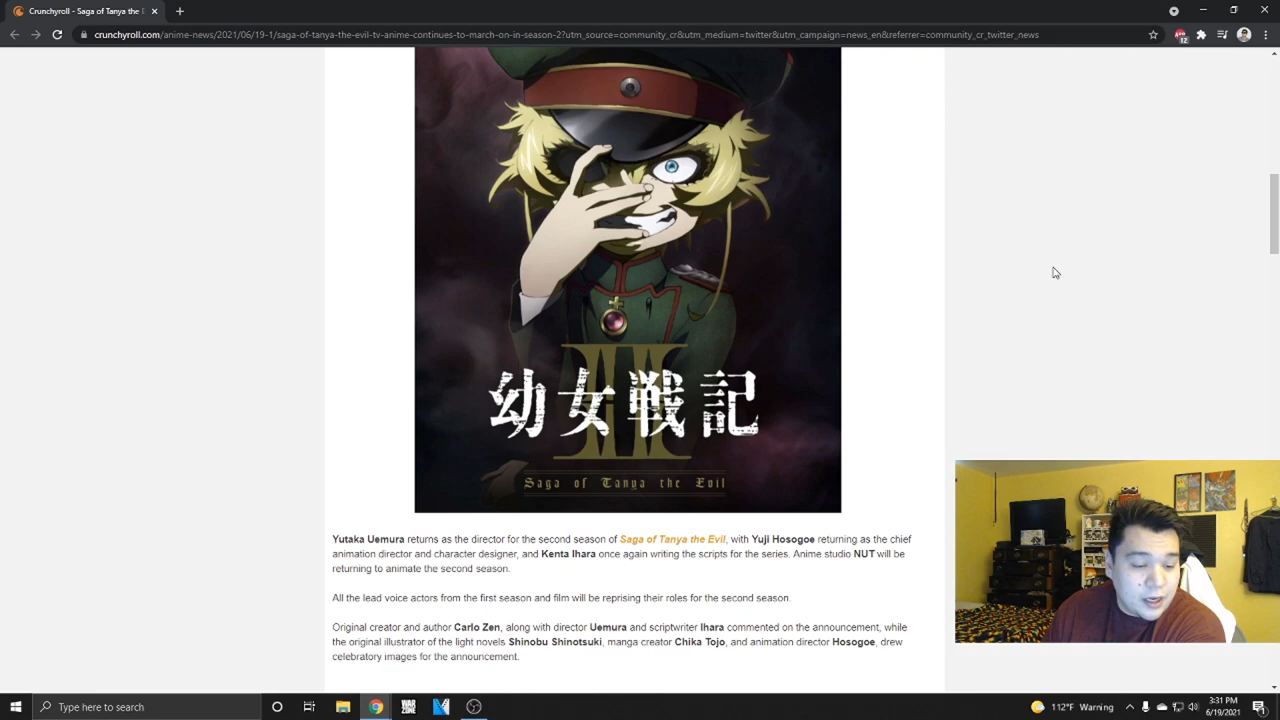 Crunchyroll - Saga of Tanya the E
crunchyroll.com/anime-news/2021/06/19-1/saga-of-tanya-the-evil-tv-anime-continues-to-march-on-in-season-2?utm_source=community_cr&utm_medium=twitter&utm_campaign=news_en&referrer=community_cr_twitter_news
12
II
幼女戦記
Saga of Tanya the Evil
Yutaka Uemura returns as the director for the second season of Saga of Tanya the Evil, with Yuji Hosogoe returning as the chief
animation director and character designer, and Kenta Ihara once again writing the scripts for the series. Anime studio NUT will be
returning to animate the second season.
All the lead voice actors from the first season and film will be reprising their roles for the second season.
Original creator and author Carlo Zen, along with director Uemura and scriptwriter Ihara commented on the announcement, while
the original illustrator of the light novels Shinobu Shinotsuki, manga creator Chika Tojo, and animation director Hosogoe, drew
celebratory images for the announcement.
Type here to search
WAR
ZONE
112°F Warning
3:31 PM
6/19/2021
1